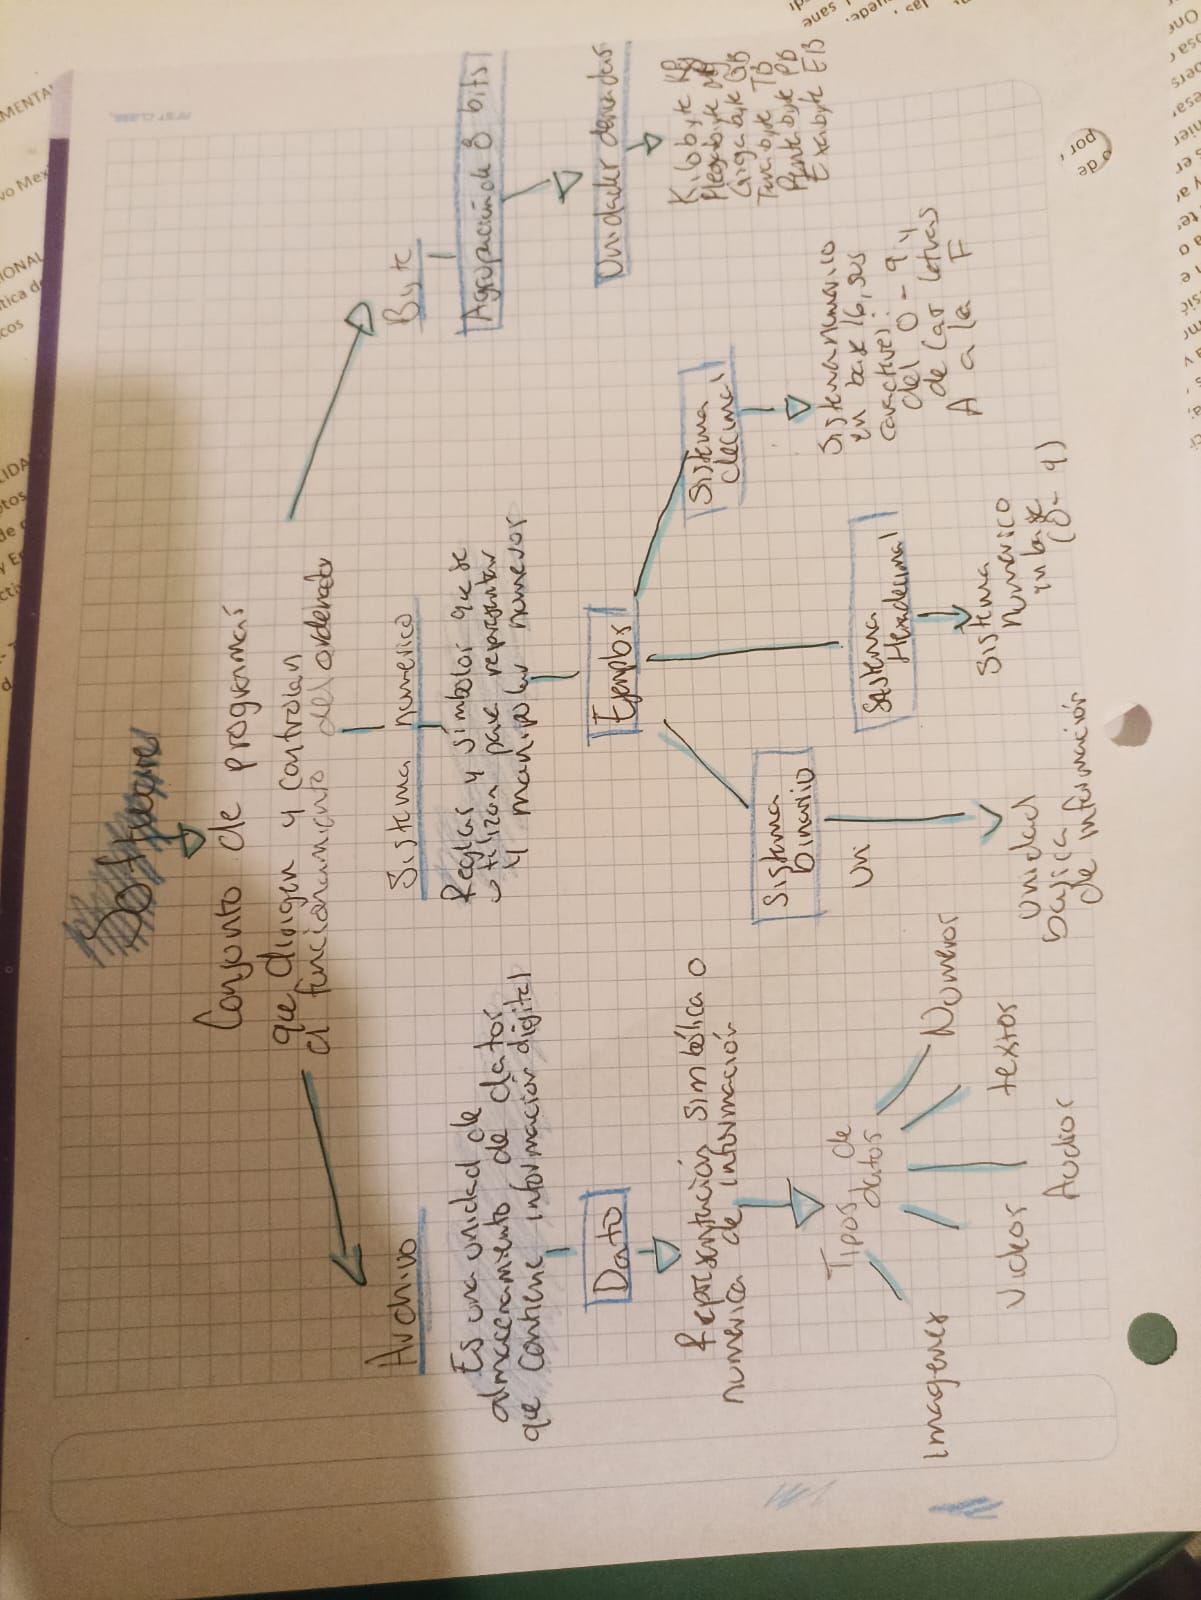 Software
Conjunto de programas
que dirigen y controlan
el funcionamiento del ordenador
Archivo
Es una unidad de
almacenamiento de datos
que contiene información digital
Dato
Representación simbólica o
numérica de información
Tipos de
datos
Imagenes
Videos
Audios
textos
Numeros
Sistema numerico
Reglas y símbolos que se
utilizan para representar
y manipular numeros
Ejemplos
Sistema
binario
Uni
Unidad
basica
de información
Sistema
Hexadecimal
Sistema
numerico
en base
(0-9)
Sistema
decimal
Sistema numerico
en base 16, sus
caracteres:
del 0-9 y
de las letras
A a la F
Byte
Agrupación de 8 bits
Unidades derivadas
Kilobyte KB
Megabyte MB
Gigabyte GB
Terabyte TB
Pentabyte PB
Exabyte EB